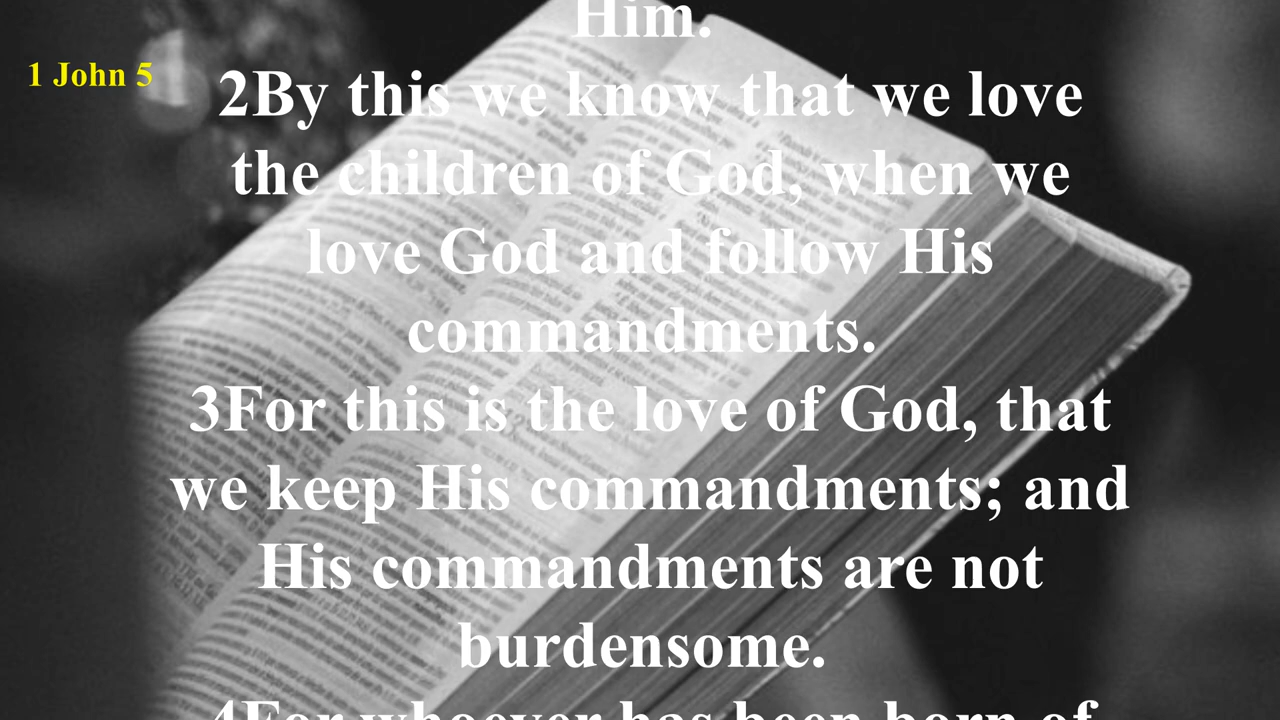 Him.
1 John 5
2By this we know that we love
the children of God, when we
love God and follow His
commandments.
3For this is the love of God, that
we keep His commandments; and
His commandments are not
burdensome.
4For whoever has been born of